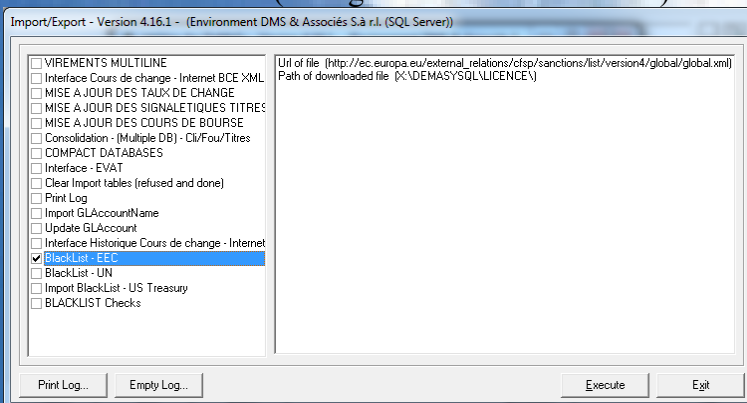 Import/Export - Version 4.16.1 - (Environment DMS & Associés S.à r.l. (SQL Server))
VIREMENTS MULTILINE
Interface Cours de change - Internet BCE XML
MISE A JOUR DES TAUX DE CHANGE
MISE A JOUR DES SIGNALETIQUES TITRES
MISE A JOUR DES COURS DE BOURSE
Consolidation - (Multiple DB) - Cli/Fou/Titres
COMPACT DATABASES
Interface - EVAT
Clear Import tables (refused and done)
Print Log
Import GLAccountName
Update GLAccount
Interface Historique Cours de change - Internet
BlackList - EEC
BlackList - UN
Import BlackList - US Treasury
BLACKLIST Checks
Url of file (http://ec.europa.eu/external_relations/cfsp/sanctions/list/version4/global/global.xml)
Path of downloaded file (X:\DEMASYSQL\LICENCE\)
Print Log...
Empty Log...
Execute
Exit